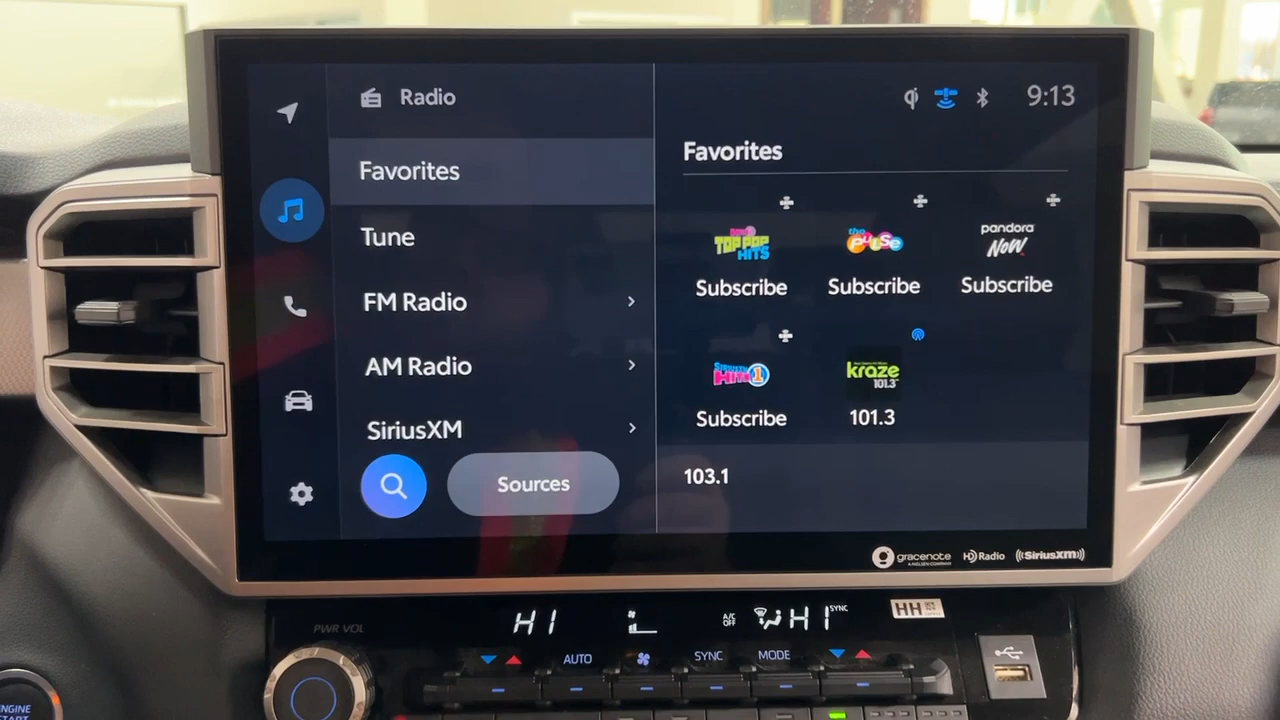 Radio
9:13
Favorites
Favorites
Tune
FM Radio
AM Radio
SiriusXM
Sources
TOP POP
HITS
the
pulse
pandora
NOW
Subscribe
Subscribe
Subscribe
SIRIUSXM
Hits 1
kraze
101.3
Subscribe
101.3
103.1
gracenote
A NIELSEN COMPANY
HD Radio
SiriusXM
PWR VOL
HI
A/C
OFF
HI
SYNC
HH
AUTO
SYNC
MODE
ENGINE
START